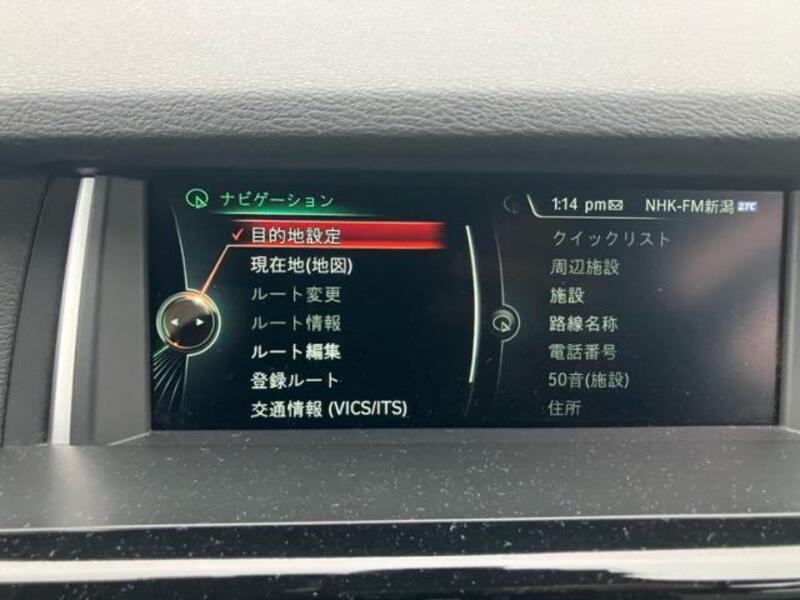 ナビゲーション
目的地設定
現在地(地図)
ルート変更
ルート情報
ルート編集
登録ルート
交通情報 (VICS/ITS)
1:14 pm NHK-FM新潟
クイックリスト
周辺施設
施設
路線名称
電話番号
50音(施設)
住所